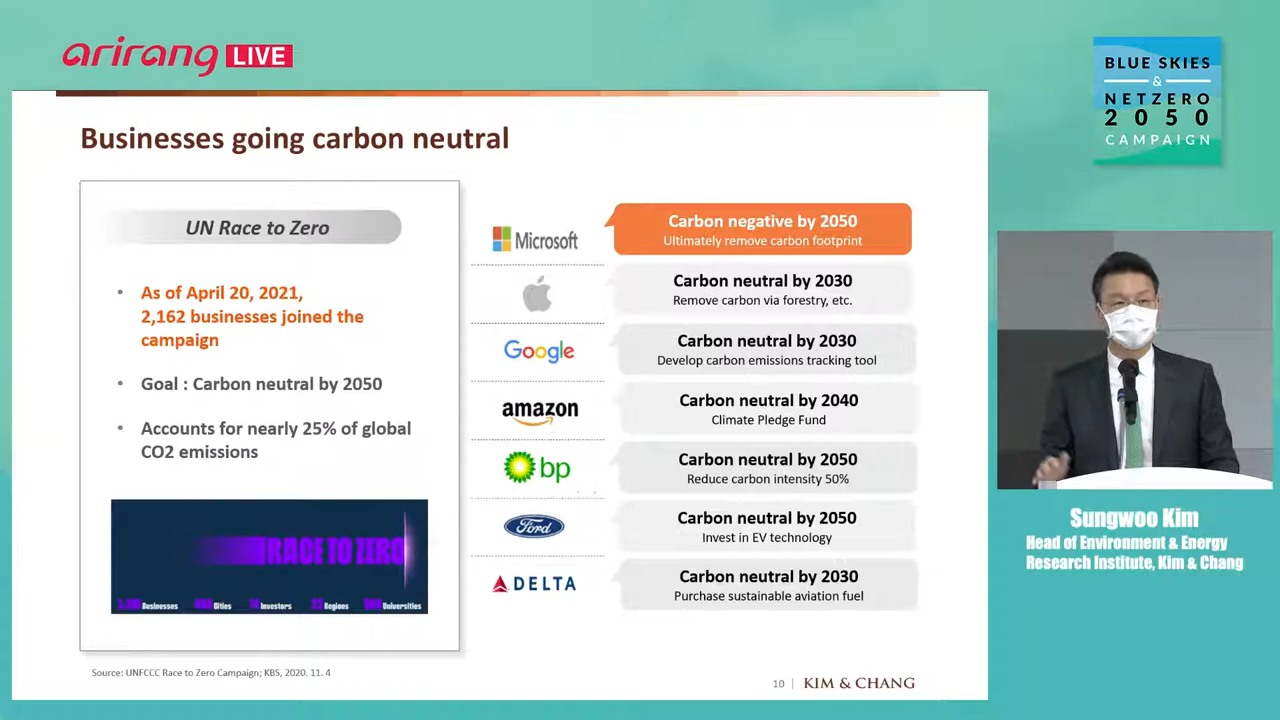 arirang LIVE
BLUE SKIES
&
NETZERO
2050
CAMPAIGN
Businesses going carbon neutral
UN Race to Zero
• As of April 20, 2021,
2,162 businesses joined the
campaign
• Goal : Carbon neutral by 2050
• Accounts for nearly 25% of global
CO2 emissions
RACE TO ZERO
Businesses Cities Investors Regions Universities
Microsoft
Carbon negative by 2050
Ultimately remove carbon footprint
Carbon neutral by 2030
Remove carbon via forestry, etc.
Google
Carbon neutral by 2030
Develop carbon emissions tracking tool
amazon
Carbon neutral by 2040
Climate Pledge Fund
bp
Carbon neutral by 2050
Reduce carbon intensity 50%
Ford
Carbon neutral by 2050
Invest in EV technology
DELTA
Carbon neutral by 2030
Purchase sustainable aviation fuel
Source: UNFCCC Race to Zero Campaign; KBS, 2020. 11. 4
10 | KIM & CHANG
Sungwoo Kim
Head of Environment & Energy
Research Institute, Kim & Chang